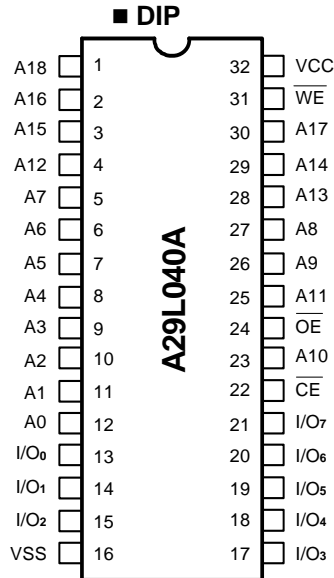 ■ DIP
A18 1 32 VCC
A16 2 31 W̅E̅
A15 3 30 A17
A12 4 29 A14
A7 5 28 A13
A6 6 27 A8
A5 7 26 A9
A4 8 25 A11
A3 9 24 O̅E̅
A2 10 23 A10
A1 11 22 C̅E̅
A0 12 21 I/O₇
I/O₀ 13 20 I/O₆
I/O₁ 14 19 I/O₅
I/O₂ 15 18 I/O₄
VSS 16 17 I/O₃
A29L040A